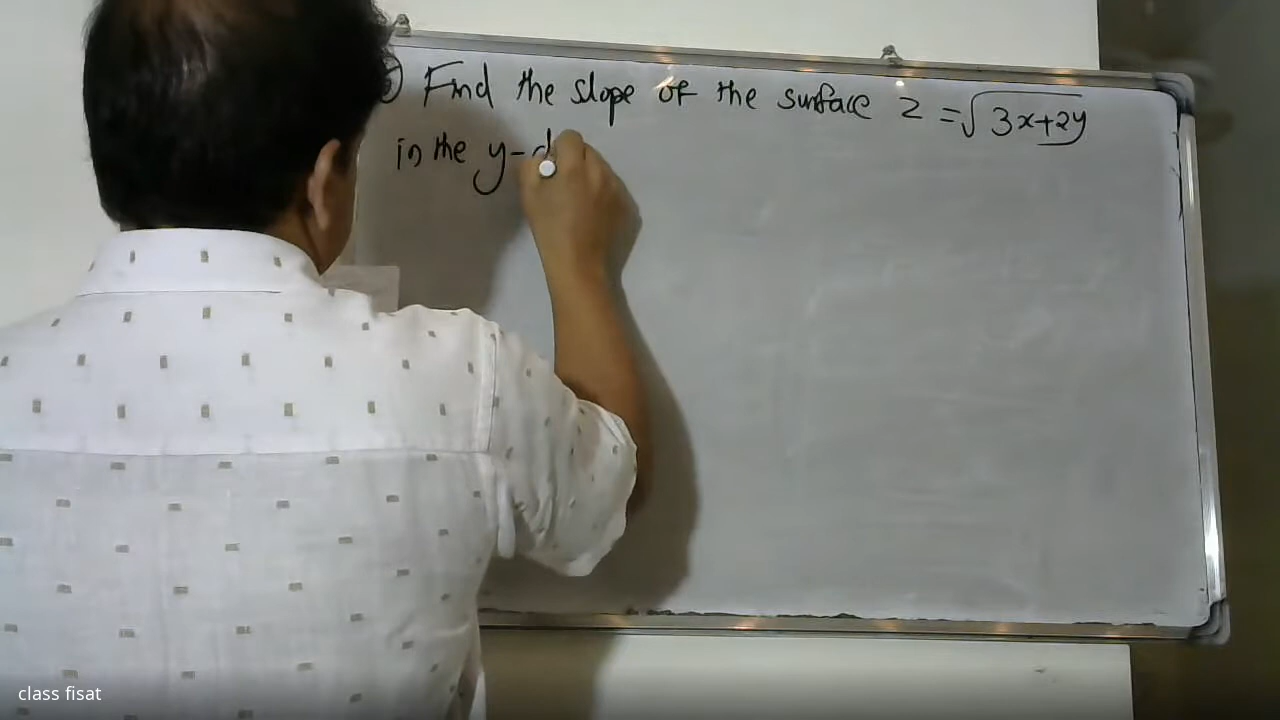 Find the slope of the surface z = √3x+2y
in the y-d
class fisat